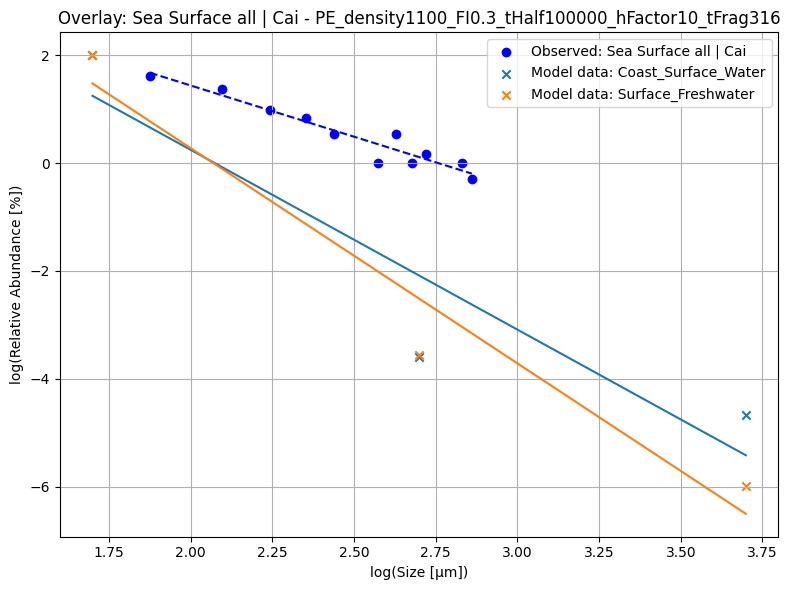 Overlay: Sea Surface all | Cai - PE_density1100_FI0.3_tHalf100000_hFactor10_tFrag316
Observed: Sea Surface all | Cai
Model data: Coast_Surface_Water
Model data: Surface_Freshwater
log(Relative Abundance [%])
2
0
−2
−4
−6
1.75 2.00 2.25 2.50 2.75 3.00 3.25 3.50 3.75
log(Size [µm])